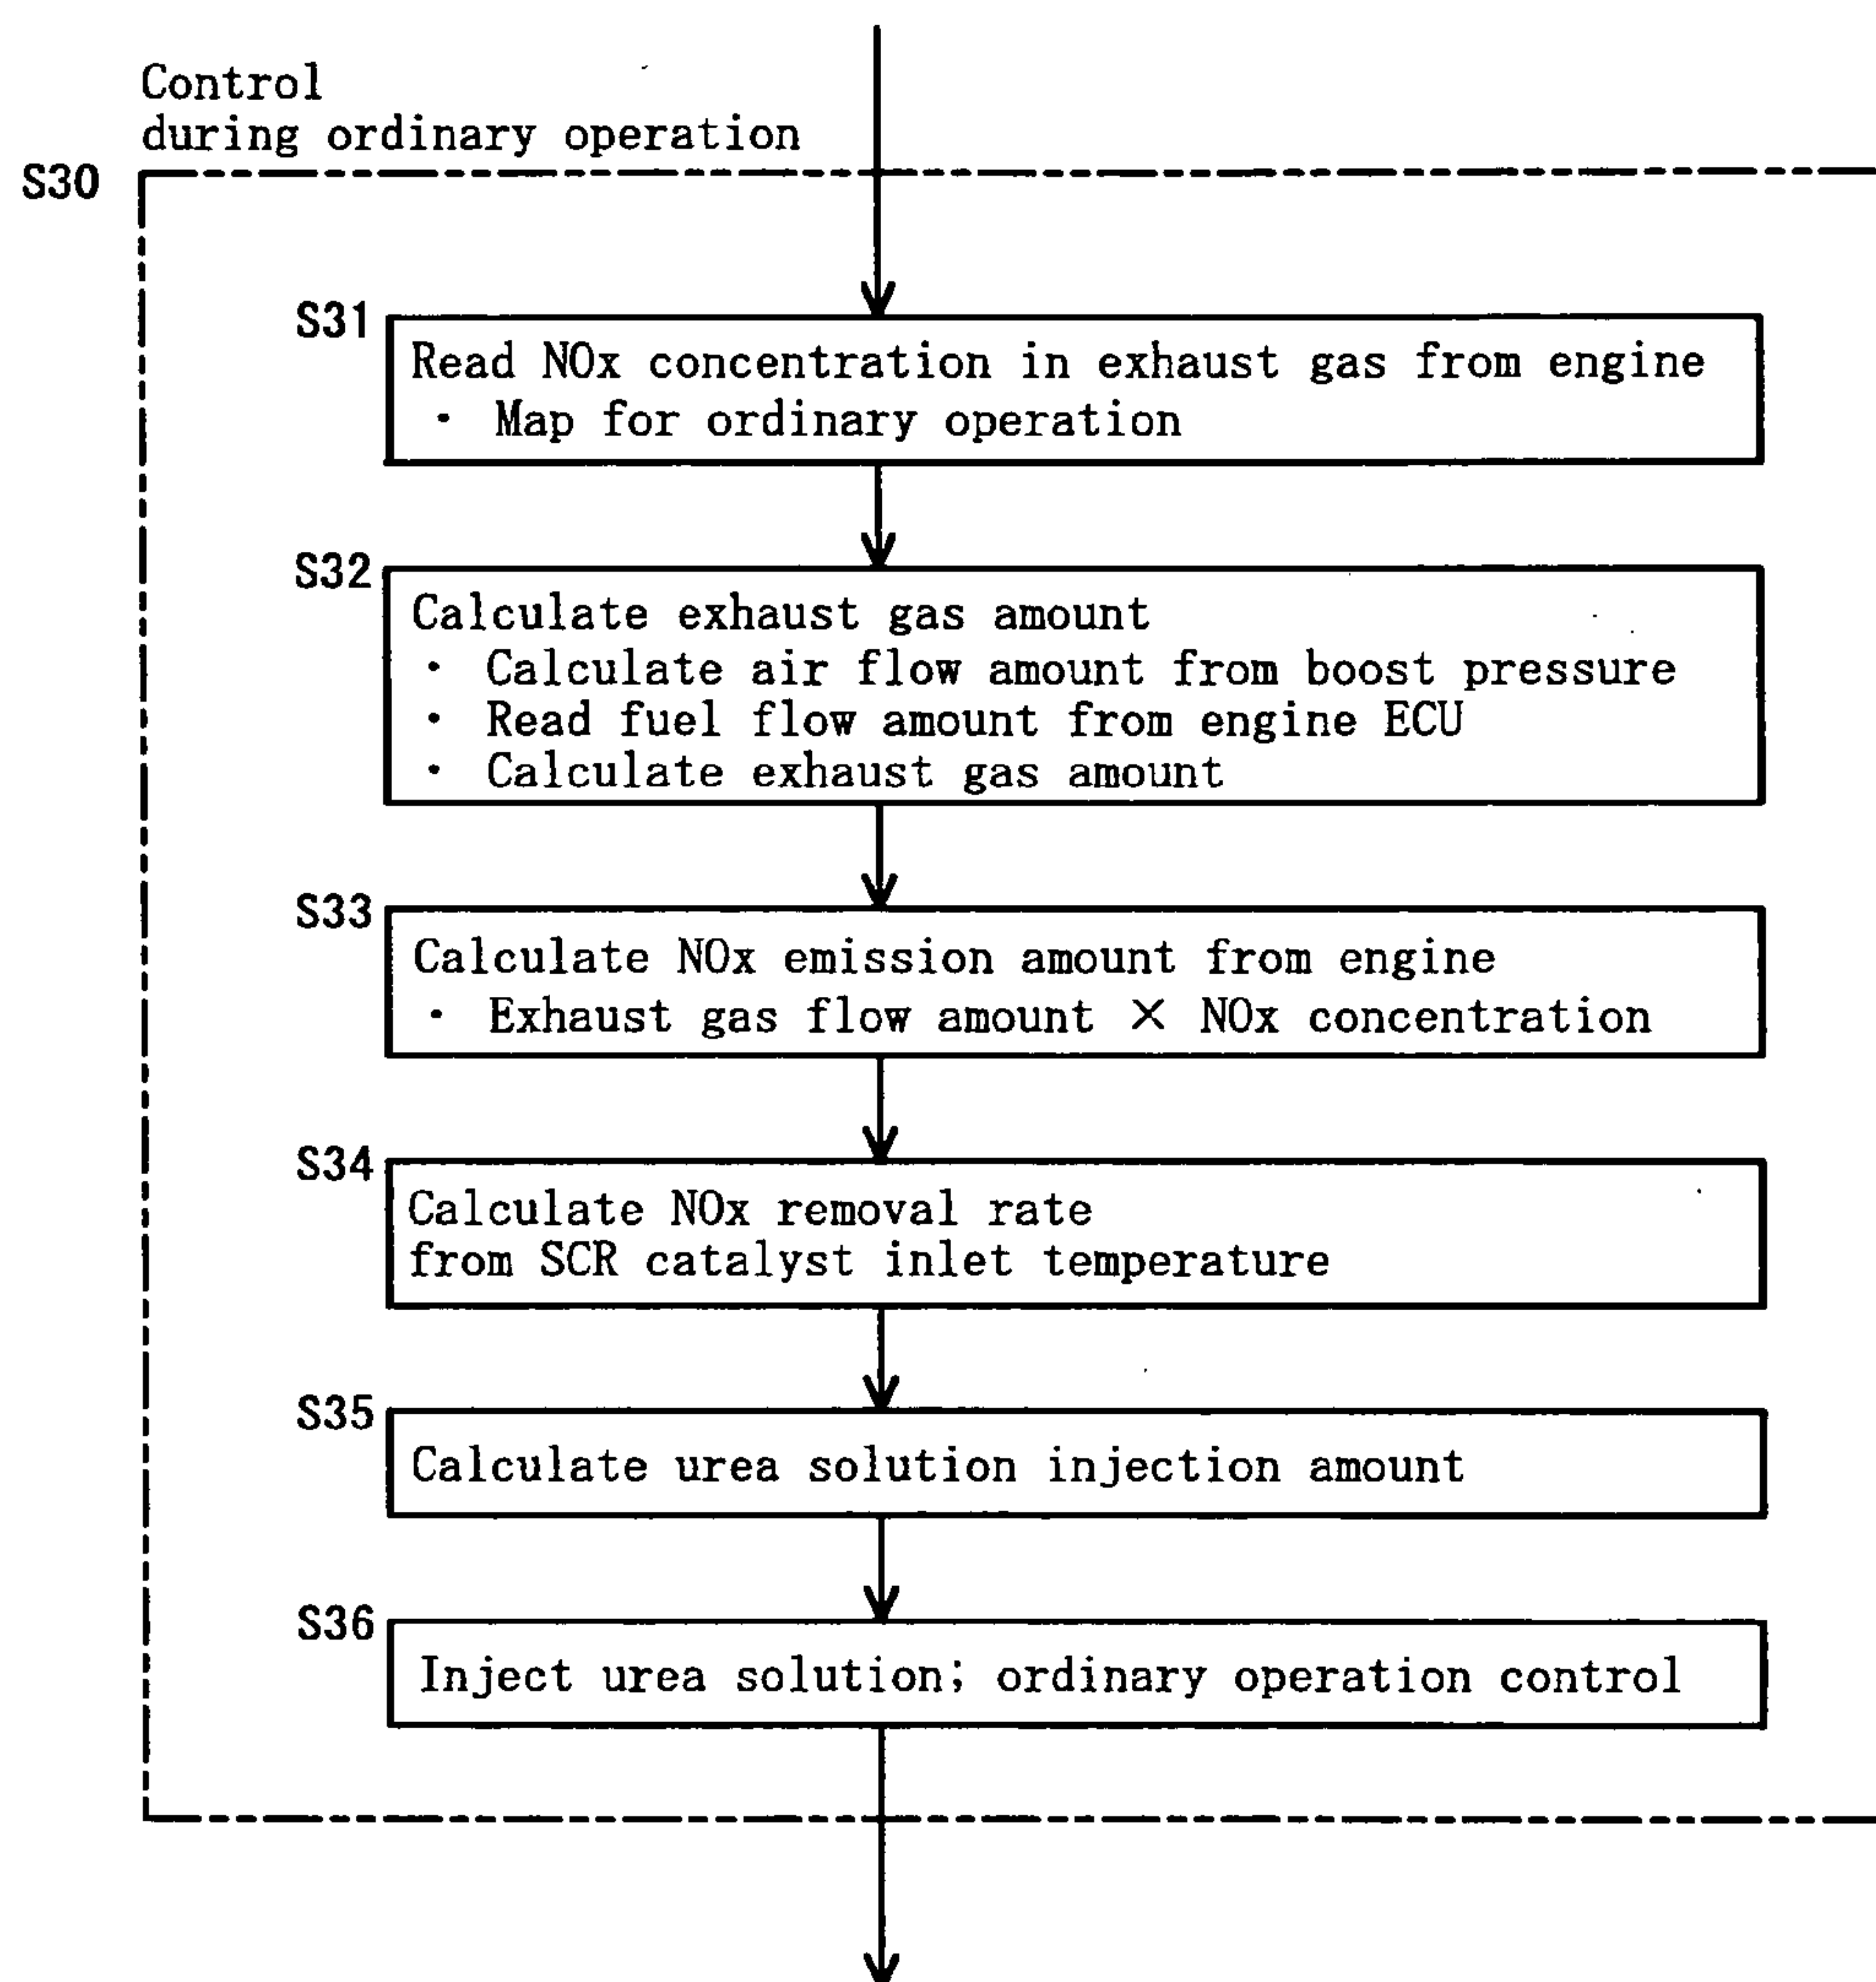 Control
during ordinary operation
S30
S31
Read NOx concentration in exhaust gas from engine
・ Map for ordinary operation
S32
Calculate exhaust gas amount
・ Calculate air flow amount from boost pressure
・ Read fuel flow amount from engine ECU
・ Calculate exhaust gas amount
S33
Calculate NOx emission amount from engine
・ Exhaust gas flow amount × NOx concentration
S34
Calculate NOx removal rate
from SCR catalyst inlet temperature
S35
Calculate urea solution injection amount
S36
Inject urea solution; ordinary operation control